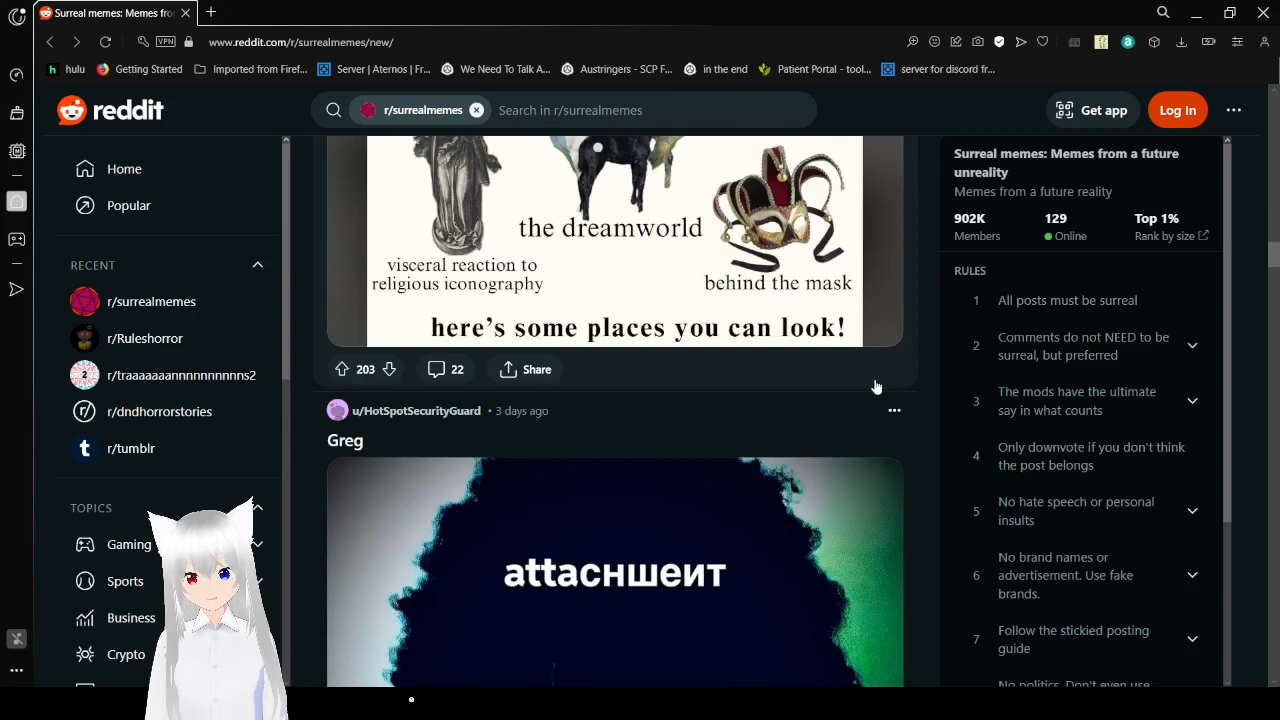 Surreal memes: Memes fro
VPN
www.reddit.com/r/surrealmemes/new/
hulu
Getting Started
Imported from Firef...
Server | Aternos | Fr...
We Need To Talk A...
Austringers - SCP F...
in the end
Patient Portal - tool...
server for discord fr...
reddit
r/surrealmemes
Search in r/surrealmemes
Get app
Log In
Home
Popular
RECENT
r/surrealmemes
r/Ruleshorror
r/traaaaaaannnnnnnnnns2
r/dndhorrorstories
r/tumblr
TOPICS
Gaming
Sports
Business
Crypto
the dreamworld
visceral reaction to
religious iconography
behind the mask
here's some places you can look!
203
22
Share
u/HotSpotSecurityGuard • 3 days ago
Greg
attacншеит
Surreal memes: Memes from a future
unreality
Memes from a future reality
902K
129
Top 1%
Members
Online
Rank by size
RULES
1 All posts must be surreal
2 Comments do not NEED to be
surreal, but preferred
3 The mods have the ultimate
say in what counts
4 Only downvote if you don't think
the post belongs
5 No hate speech or personal
insults
6 No brand names or
advertisement. Use fake
brands.
7 Follow the stickied posting
guide
No politics. Don't even use